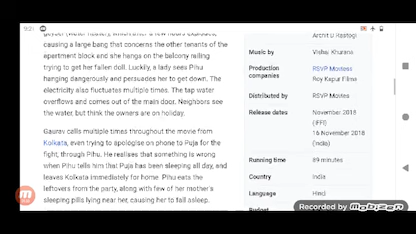 9:27
geyser (water heater), which after a few hours explodes,
causing a large bang that concerns the other tenants of the
apartment block and she hangs on the balcony railing
trying to get her fallen doll. Luckily, a lady sees Pihu
hanging dangerously and persuades her to get down. The
electricity also fluctuates multiple times. The tap water
overflows and comes out of the main door. Neighbors see
the water, but think the owners are on holiday.
Gaurav calls multiple times throughout the movie from
Kolkata, even trying to apologise on phone to Puja for the
fight, through Pihu. He realises that something is wrong
when Pihu tells him that Puja has been sleeping all day, and
leaves Kolkata immediately for home. Pihu eats the
leftovers from the party, along with few of her mother's
sleeping pills lying near her, causing her to fall asleep.
Archit D Rastogi
Music by Vishal Khurana
Production RSVP Movies
companies Roy Kapur Films
Distributed by RSVP Movies
Release dates November 2018
(IFFI)
16 November 2018
(India)
Running time 89 minutes
Country India
Language Hindi
Budget
Recorded by MOBIZEN